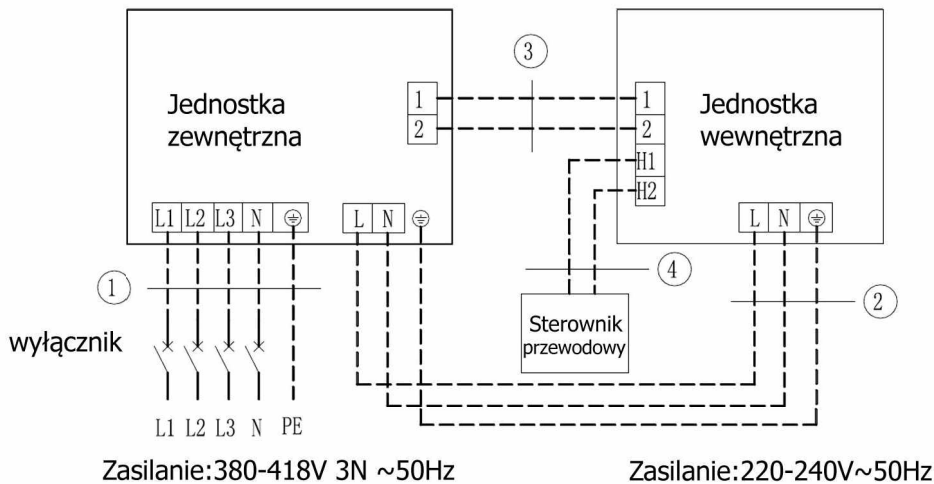 Jednostka
zewnętrzna
1
2
L1 L2 L3 N
L N
3
Jednostka
wewnętrzna
1
2
H1
H2
L N
1
wyłącznik
L1 L2 L3 N PE
4
Sterownik
przewodowy
2
Zasilanie:380-418V 3N ~50Hz
Zasilanie:220-240V~50Hz